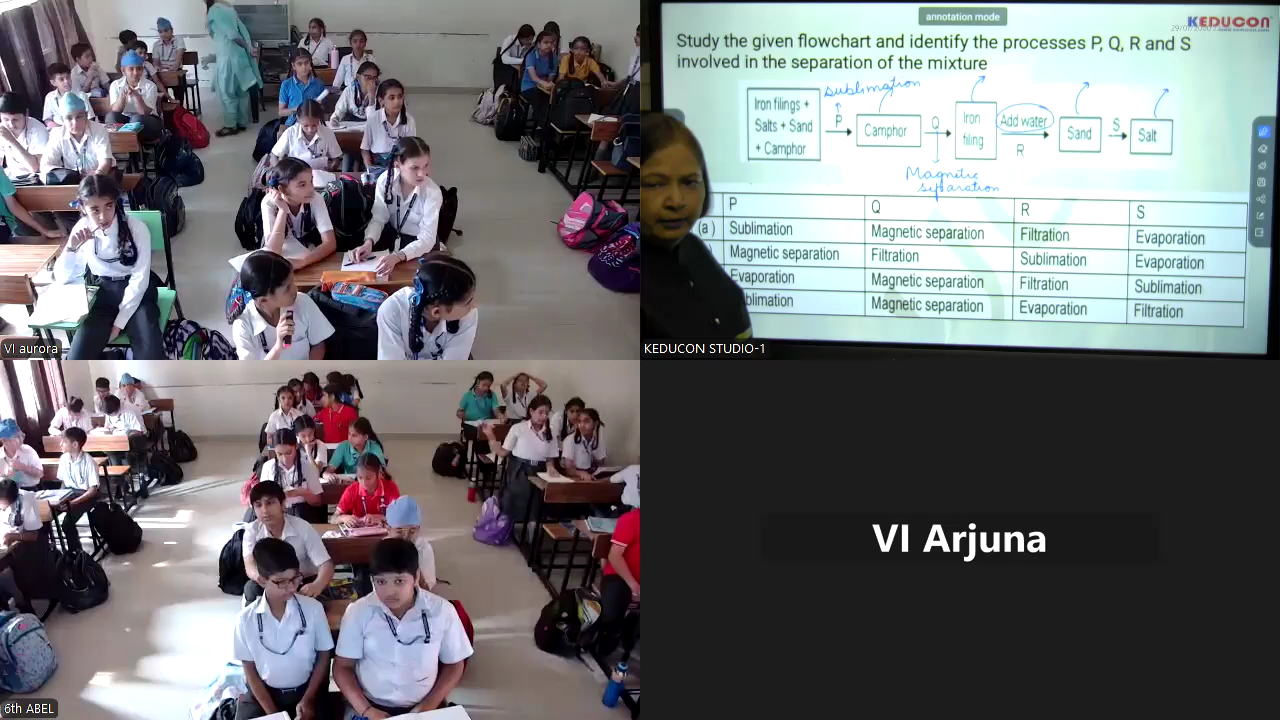 annotation mode
KEDUCON
Study the given flowchart and identify the processes P, Q, R and S
involved in the separation of the mixture
sublimation
Iron filings +
Salts + Sand
+ Camphor
P
Camphor
Q
Iron
filing
Add water
R
Sand
S
Salt
Magnetic
separation
P Q R S
(a) Sublimation Magnetic separation Filtration Evaporation
Magnetic separation Filtration Sublimation Evaporation
Evaporation Magnetic separation Filtration Sublimation
blimation Magnetic separation Evaporation Filtration
VI aurora
KEDUCON STUDIO-1
VI Arjuna
6th ABEL